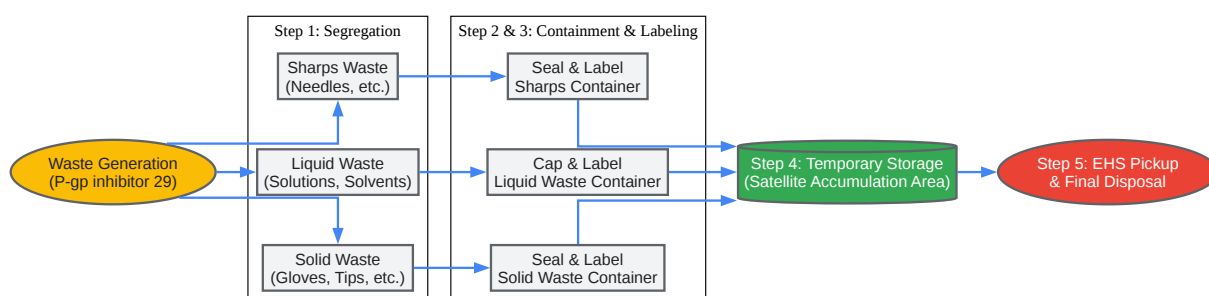 Step 1: Segregation
Step 2 & 3: Containment & Labeling
Sharps Waste
(Needles, etc.)
Seal & Label
Sharps Container
Waste Generation
(P-gp inhibitor 29)
Liquid Waste
(Solutions, Solvents)
Cap & Label
Liquid Waste Container
Step 4: Temporary Storage
(Satellite Accumulation Area)
Step 5: EHS Pickup
& Final Disposal
Solid Waste
(Gloves, Tips, etc.)
Seal & Label
Solid Waste Container